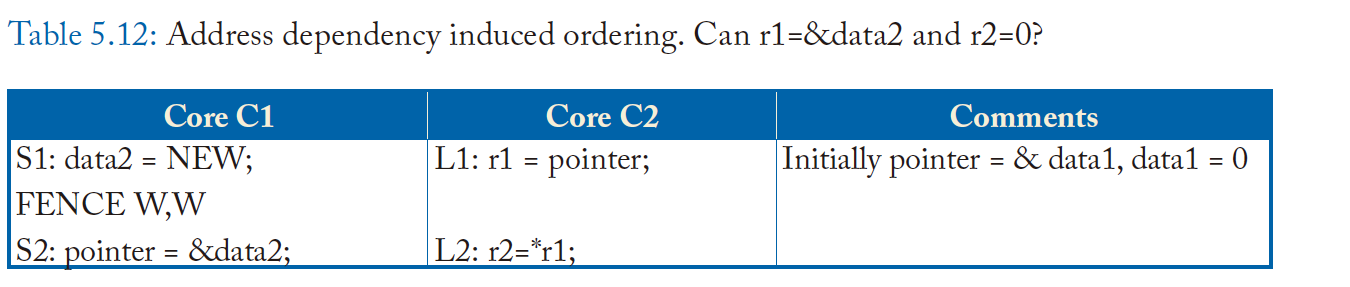 Table 5.12: Address dependency induced ordering. Can r1=&data2 and r2=0?
Core C1 Core C2 Comments
S1: data2 = NEW; L1: r1 = pointer; Initially pointer = & data1, data1 = 0
FENCE W,W
S2: pointer = &data2; L2: r2=*r1;